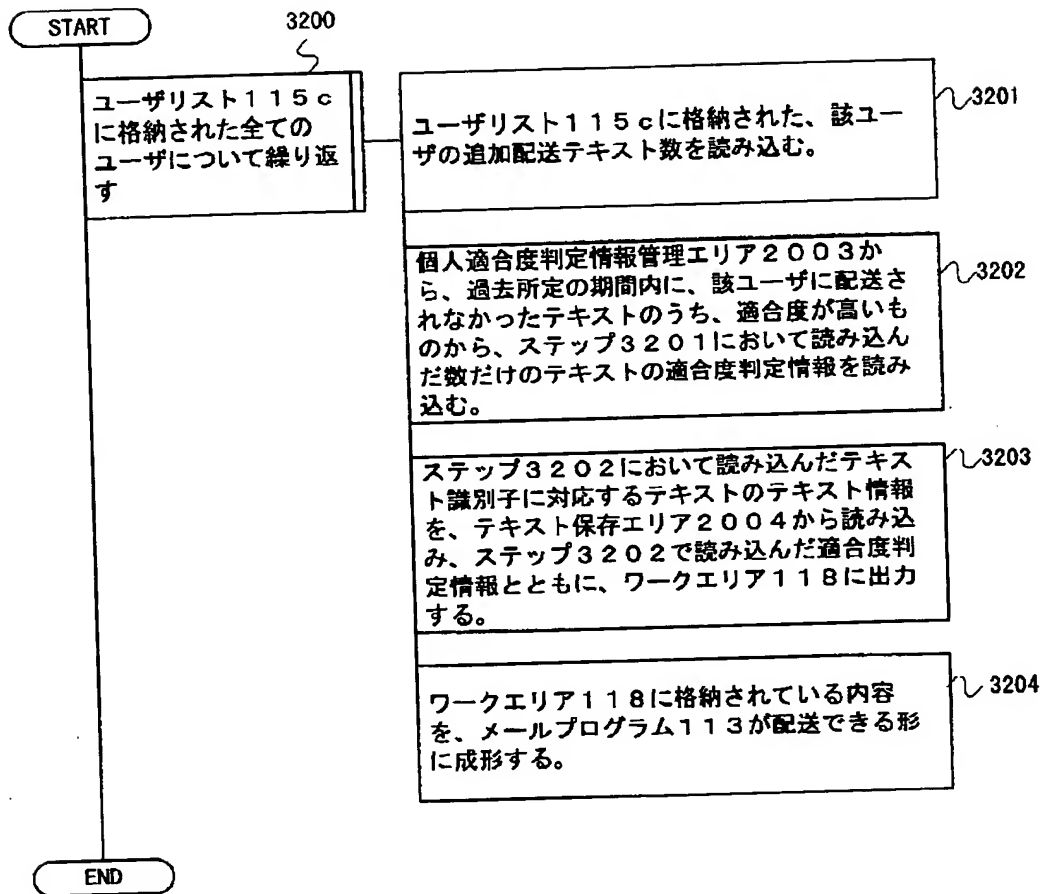 START
3200
ユーザリスト１１５ｃ
に格納された全ての
ユーザについて繰り返
す
ユーザリスト１１５ｃに格納された、該ユー
ザの追加配送テキスト数を読み込む。
3201
個人適合度判定情報管理エリア２００３か
ら、過去所定の期間内に、該ユーザに配送さ
れなかったテキストのうち、適合度が高いも
のから、ステップ３２０１において読み込ん
だ数だけのテキストの適合度判定情報を読み
込む。
3202
ステップ３２０２において読み込んだテキス
ト識別子に対応するテキストのテキスト情報
を、テキスト保存エリア２００４から読み込
み、ステップ３２０２で読み込んだ適合度判
定情報とともに、ワークエリア１１８に出力
する。
3203
ワークエリア１１８に格納されている内容
を、メールプログラム１１３が配送できる形
に成形する。
3204
END